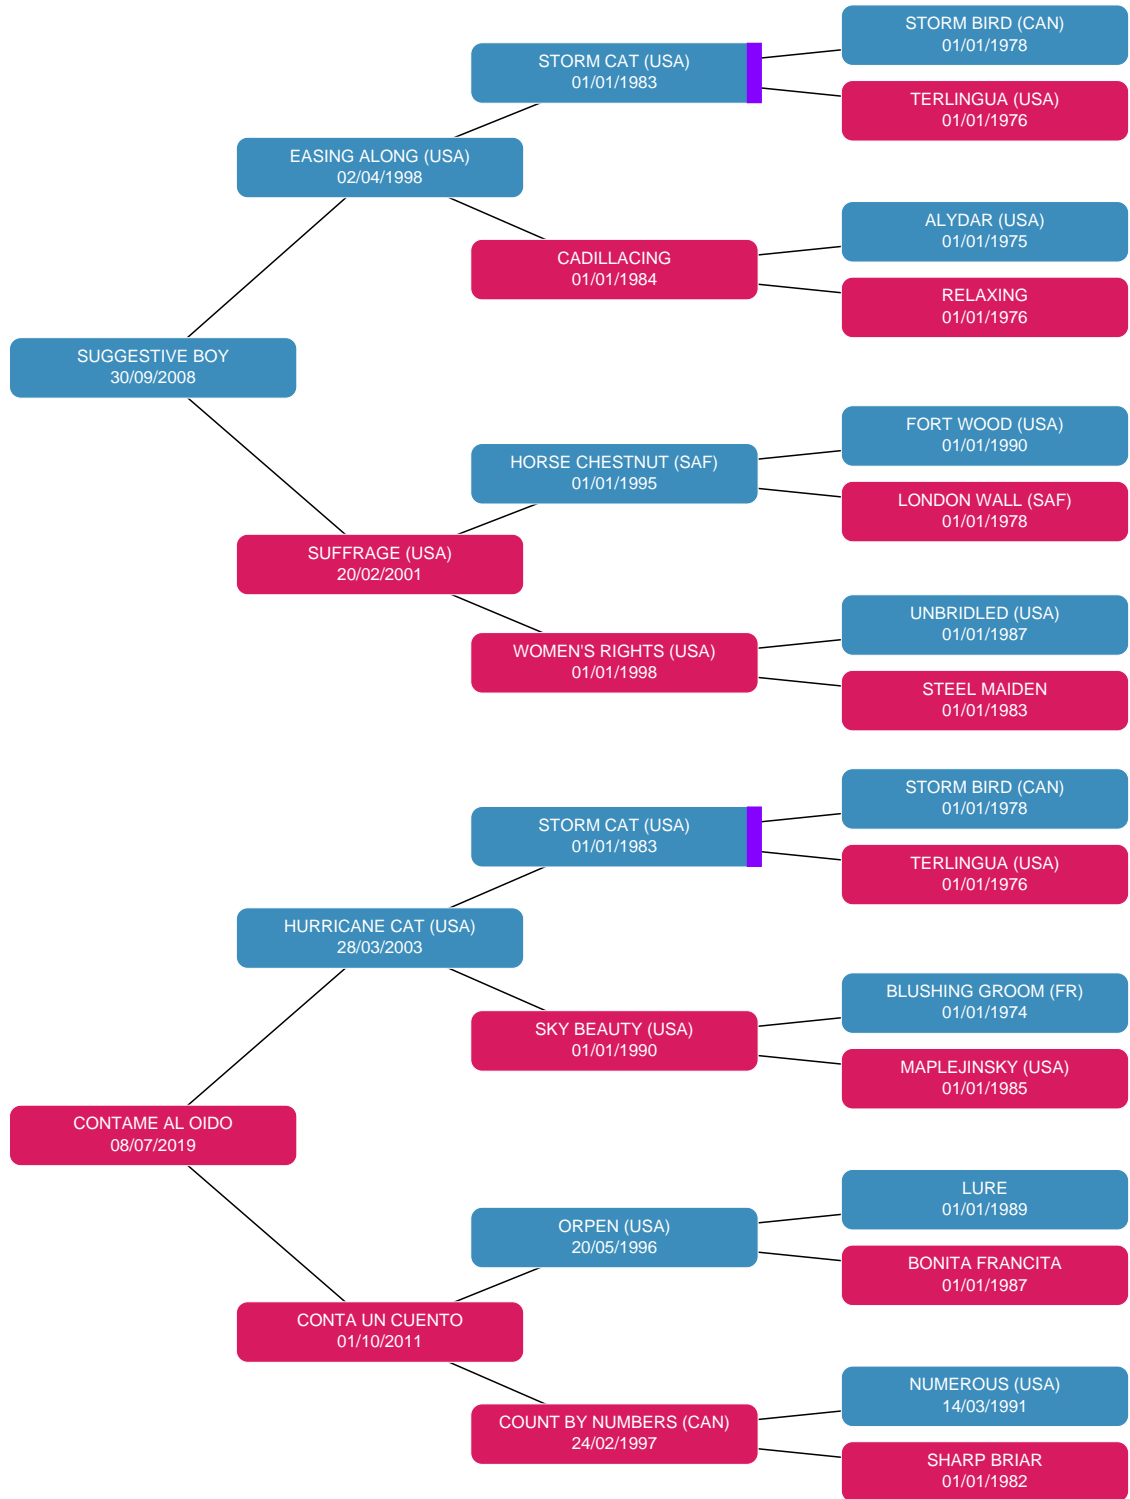 STORM BIRD (CAN)
01/01/1978
STORM CAT (USA)
01/01/1983
TERLINGUA (USA)
01/01/1976
EASING ALONG (USA)
02/04/1998
ALYDAR (USA)
01/01/1975
CADILLACING
01/01/1984
RELAXING
01/01/1976
SUGGESTIVE BOY
30/09/2008
FORT WOOD (USA)
01/01/1990
HORSE CHESTNUT (SAF)
01/01/1995
LONDON WALL (SAF)
01/01/1978
SUFFRAGE (USA)
20/02/2001
UNBRIDLED (USA)
01/01/1987
WOMEN'S RIGHTS (USA)
01/01/1998
STEEL MAIDEN
01/01/1983
STORM BIRD (CAN)
01/01/1978
STORM CAT (USA)
01/01/1983
TERLINGUA (USA)
01/01/1976
HURRICANE CAT (USA)
28/03/2003
BLUSHING GROOM (FR)
01/01/1974
SKY BEAUTY (USA)
01/01/1990
MAPLEJINSKY (USA)
01/01/1985
CONTAME AL OIDO
08/07/2019
LURE
01/01/1989
ORPEN (USA)
20/05/1996
BONITA FRANCITA
01/01/1987
CONTA UN CUENTO
01/10/2011
NUMEROUS (USA)
14/03/1991
COUNT BY NUMBERS (CAN)
24/02/1997
SHARP BRIAR
01/01/1982